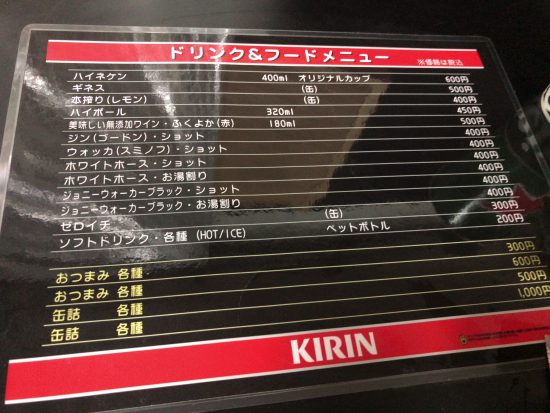 ドリンク&フードメニュー
※価格は税込
ハイネケン 400ml オリジナルカップ 600円
ギネス (缶) 500円
本搾り(レモン) (缶) 400円
ハイボール 320ml 450円
美味しい無添加ワイン・ふくよか(赤) 180ml 500円
ジン(ゴードン)・ショット 400円
ウォッカ(スミノフ)・ショット 400円
ホワイトホース・ショット 400円
ホワイトホース・お湯割り 400円
ジョニーウォーカーブラック・ショット 400円
ジョニーウォーカーブラック・お湯割り 400円
ゼロイチ (缶) 300円
ソフトドリンク・各種 (HOT/ICE) ペットボトル 200円
おつまみ 各種 300円
おつまみ 各種 600円
缶詰 各種 500円
缶詰 各種 1,000円
KIRIN